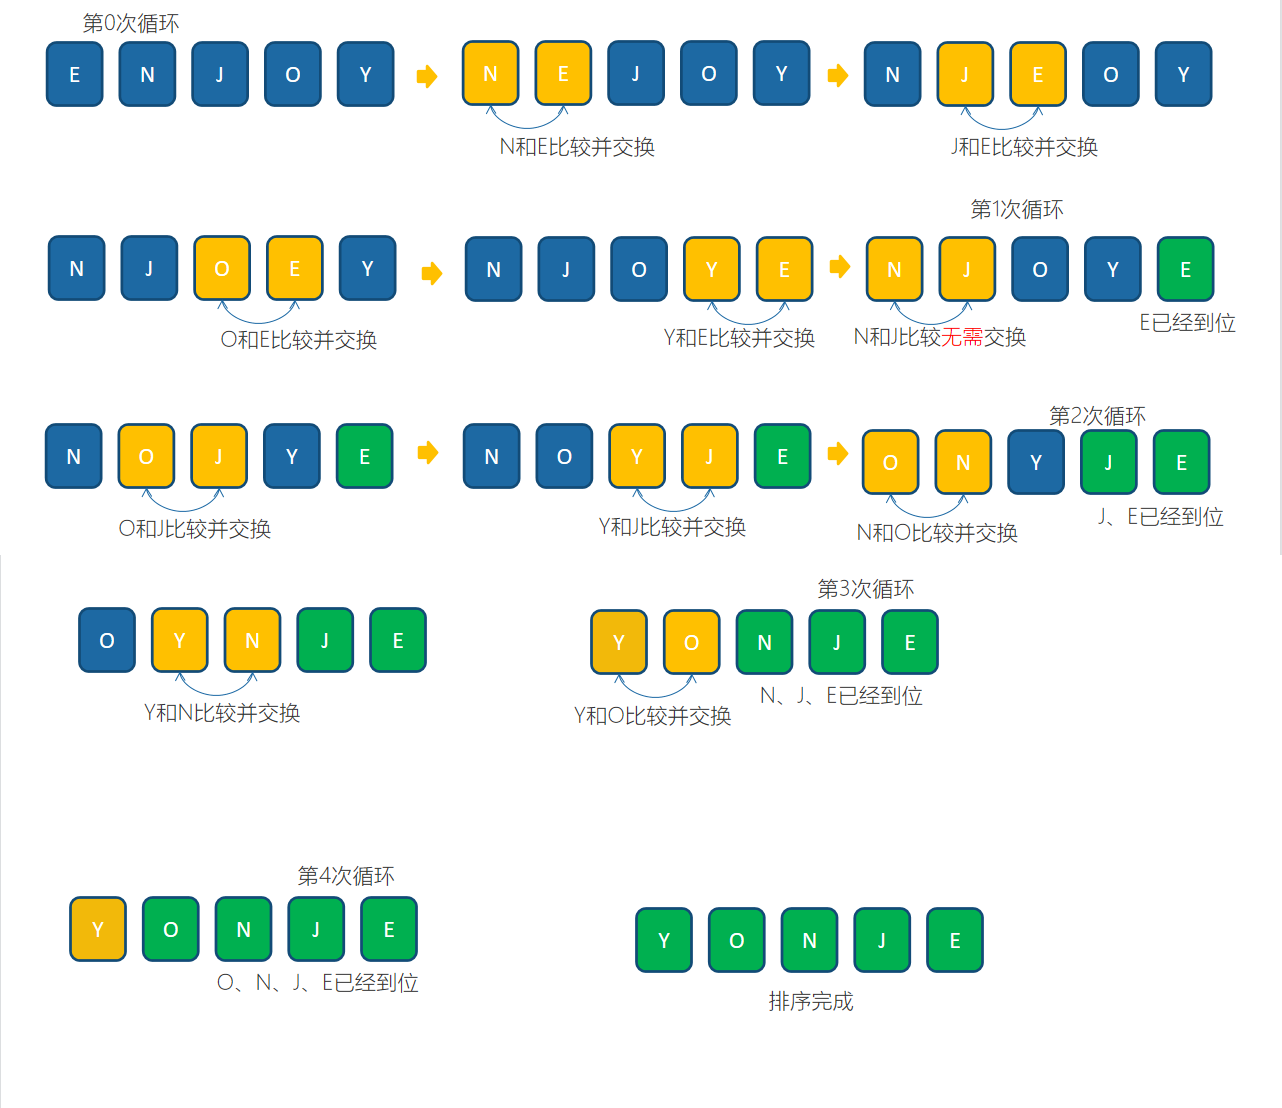 第0次循环
E N J O Y
N E J O Y
N J E O Y
N和E比较并交换
J和E比较并交换
第1次循环
N J O E Y
N J O Y E
N J O Y E
O和E比较并交换
Y和E比较并交换
N和J比较无需交换
E已经到位
第2次循环
N O J Y E
N O Y J E
O N Y J E
O和J比较并交换
Y和J比较并交换
N和O比较并交换
J、E已经到位
第3次循环
O Y N J E
Y O N J E
Y和N比较并交换
Y和O比较并交换
N、J、E已经到位
第4次循环
Y O N J E
Y O N J E
O、N、J、E已经到位
排序完成